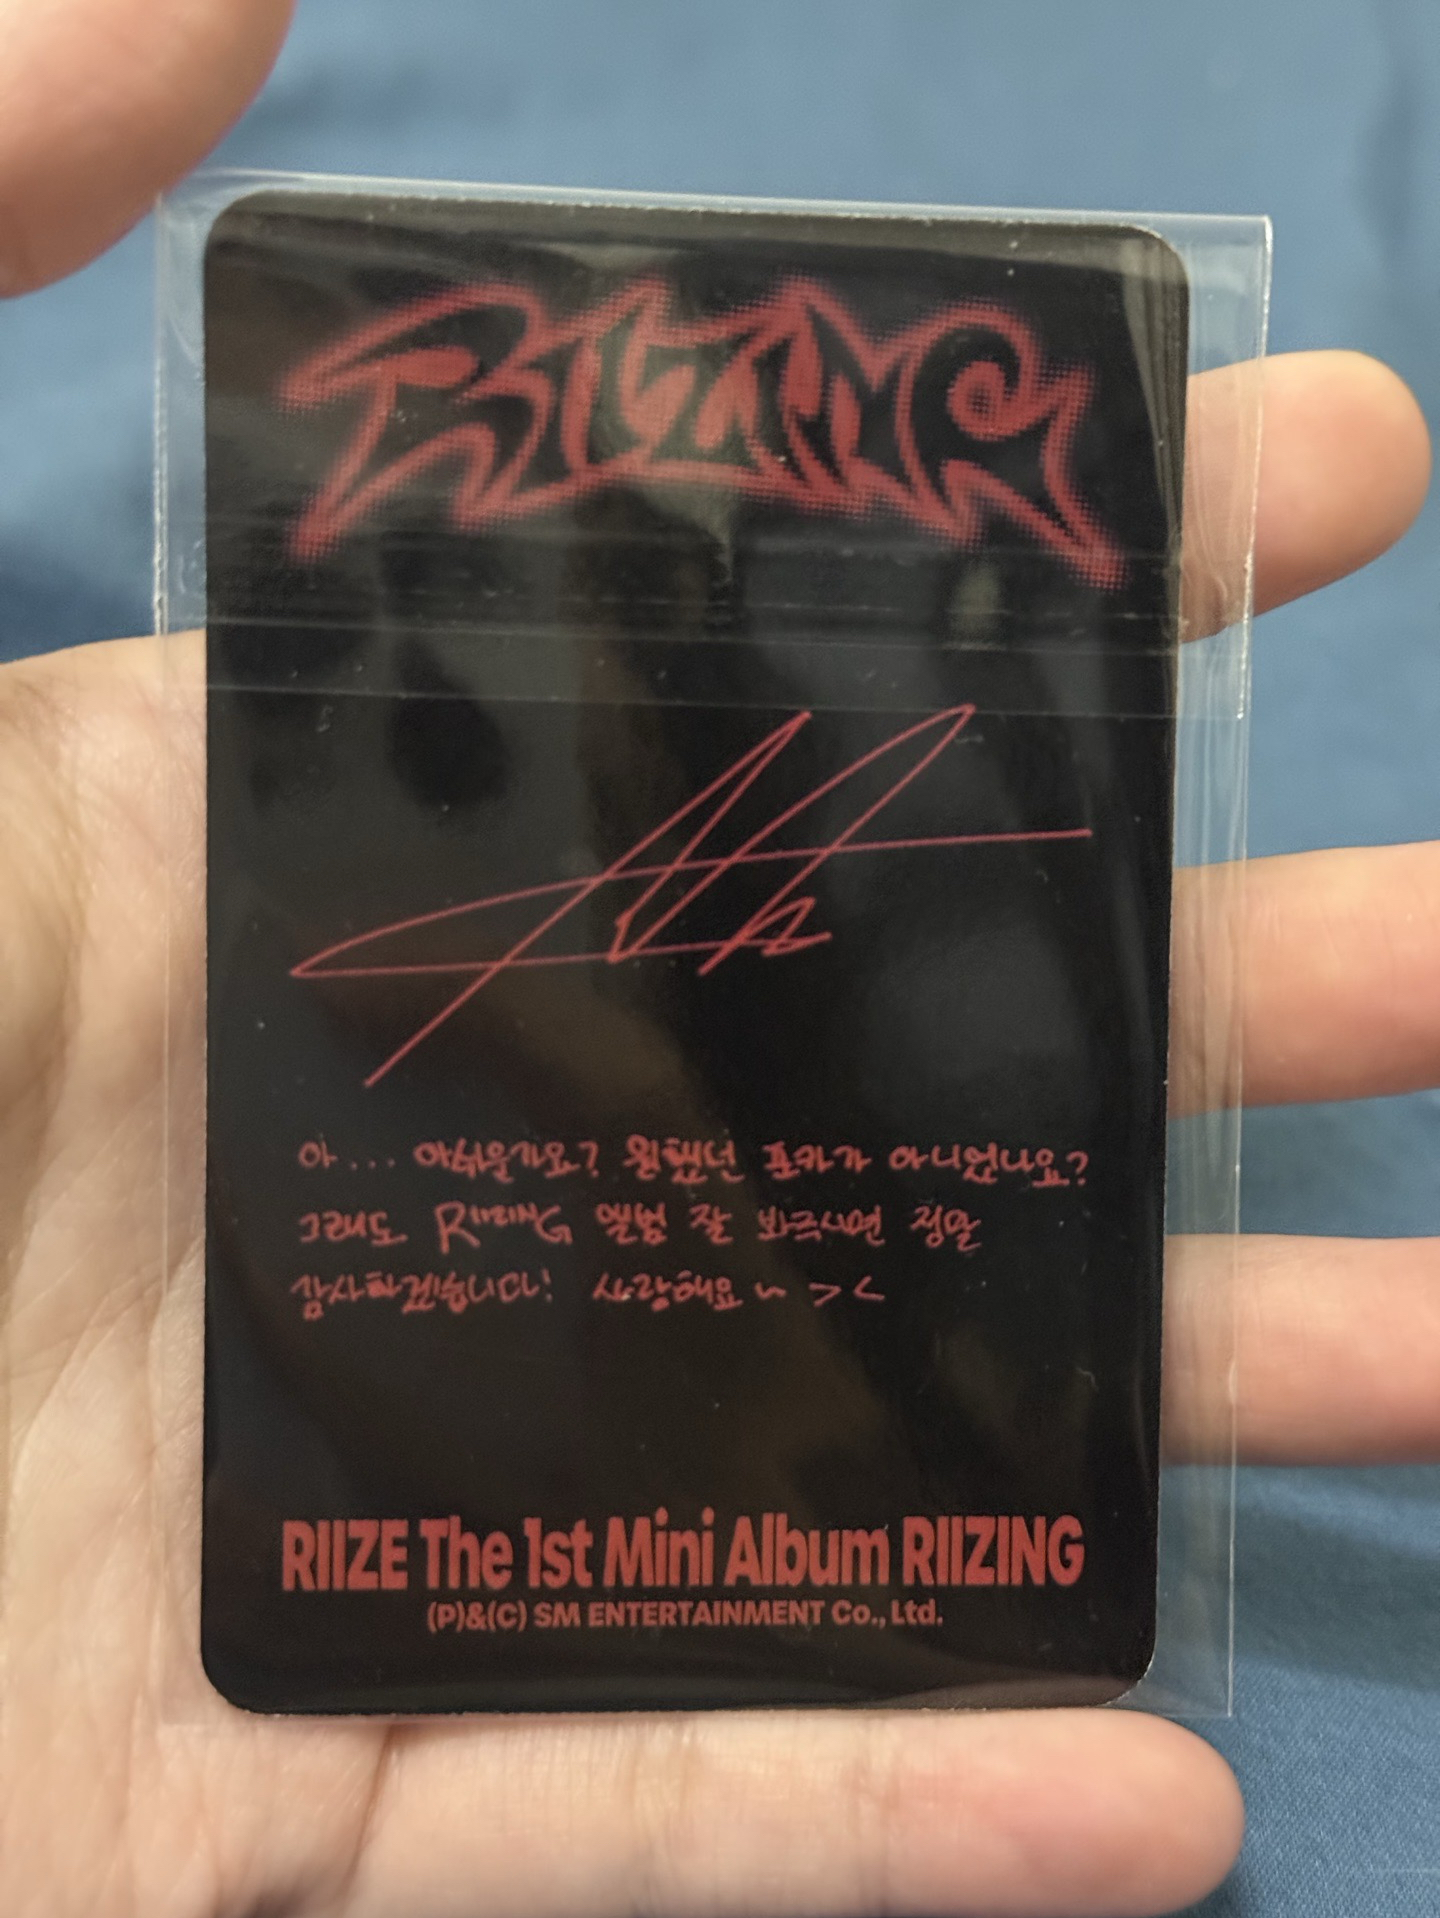 RIIZING
아... 아쉬운가요? 원했던 포카가 아니었나요?
그래도 RIIZING 앨범 잘 봐주시면 정말
감사하겠습니다! 사랑해요 ~ > <
RIIZE The 1st Mini Album RIIZING
(P)&(C) SM ENTERTAINMENT Co., Ltd.